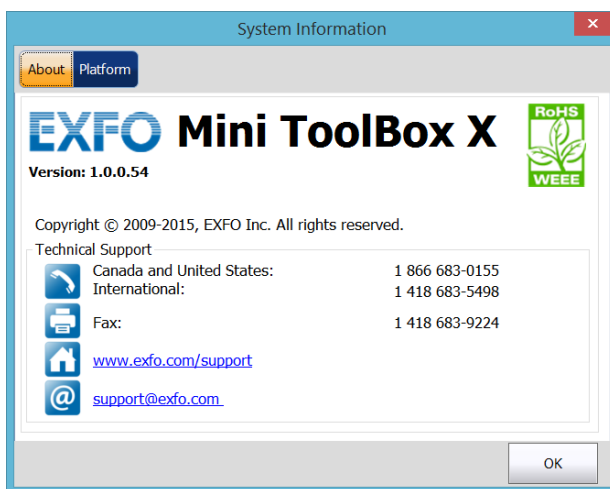 System Information
About Platform
EXFO Mini ToolBox X
RoHS
WEEE
Version: 1.0.0.54
Copyright © 2009-2015, EXFO Inc. All rights reserved.
Technical Support
Canada and United States: 1 866 683-0155
International: 1 418 683-5498
Fax: 1 418 683-9224
www.exfo.com/support
@ support@exfo.com
OK